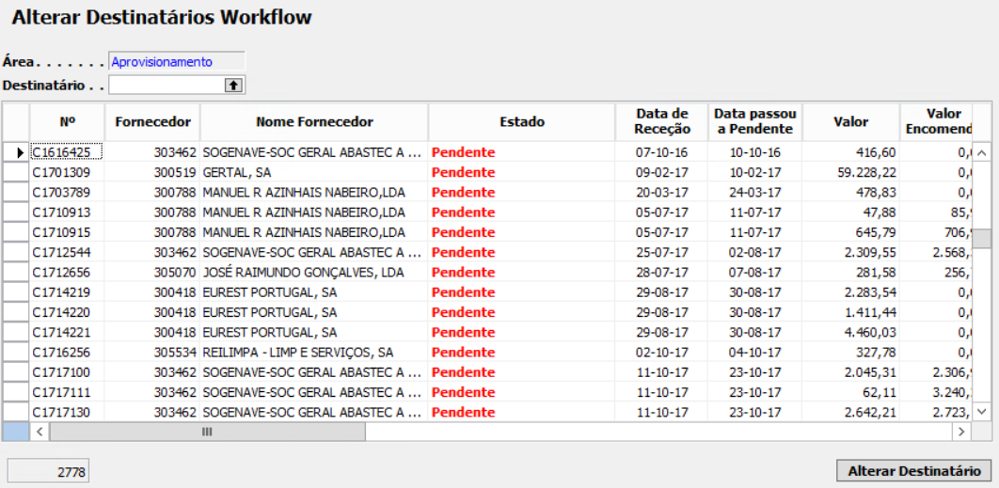 Alterar Destinatários Workflow
Área. . . . . . . Aprovisionamento
Destinatário . .
Nº Fornecedor Nome Fornecedor Estado Data de Receção Data passou a Pendente Valor Valor Encomend
C1616425 303462 SOGENAVE-SOC GERAL ABASTEC A ... Pendente 07-10-16 10-10-16 416,60 0,
C1701309 300519 GERTAL, SA Pendente 09-02-17 10-02-17 59.228,22 0,
C1703789 300788 MANUEL R AZINHAIS NABEIRO,LDA Pendente 20-03-17 24-03-17 478,83 0,
C1710913 300788 MANUEL R AZINHAIS NABEIRO,LDA Pendente 05-07-17 11-07-17 47,88 85,
C1710915 300788 MANUEL R AZINHAIS NABEIRO,LDA Pendente 05-07-17 11-07-17 645,79 706,
C1712544 303462 SOGENAVE-SOC GERAL ABASTEC A ... Pendente 25-07-17 02-08-17 2.309,55 2.568,
C1712656 305070 JOSÉ RAIMUNDO GONÇALVES, LDA Pendente 28-07-17 07-08-17 281,58 256,
C1714219 300418 EUREST PORTUGAL, SA Pendente 29-08-17 30-08-17 2.283,54 0,
C1714220 300418 EUREST PORTUGAL, SA Pendente 29-08-17 30-08-17 1.411,44 0,
C1714221 300418 EUREST PORTUGAL, SA Pendente 29-08-17 30-08-17 4.460,03 0,
C1716256 305534 REILIMPA - LIMP E SERVIÇOS, SA Pendente 02-10-17 04-10-17 327,78 0,
C1717100 303462 SOGENAVE-SOC GERAL ABASTEC A ... Pendente 11-10-17 23-10-17 2.045,31 2.306,
C1717111 303462 SOGENAVE-SOC GERAL ABASTEC A ... Pendente 11-10-17 23-10-17 62,11 3.240,
C1717130 303462 SOGENAVE-SOC GERAL ABASTEC A ... Pendente 11-10-17 23-10-17 2.642,21 2.723,
2778 Alterar Destinatário